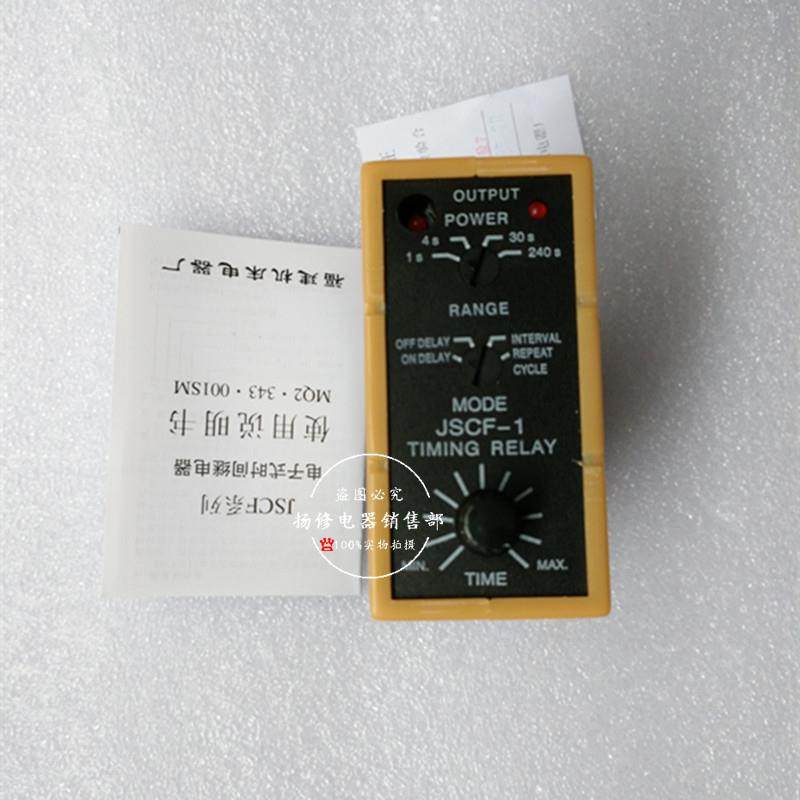 OUTPUT
POWER
4s 30s
1s 240s
RANGE
OFF DELAY INTERVAL
ON DELAY REPEAT
CYCLE
MODE
JSCF-1
TIMING RELAY
MIN. MAX.
TIME
JSCF系列
电子式时间继电器
使用说明书
MQ2·343·001SM
福建机床电器厂
盗图必究
扬修电器销售部
100%实物拍摄